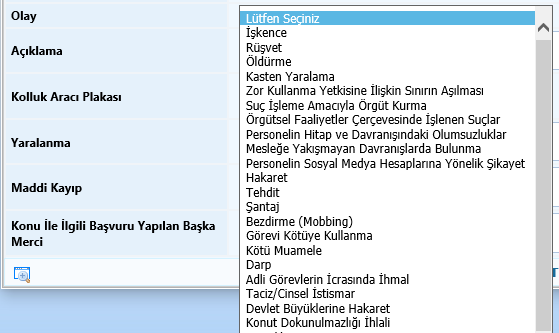 Olay
Açıklama
Kolluk Aracı Plakası
Yaralanma
Maddi Kayıp
Konu İle İlgili Başvuru Yapılan Başka
Merci
Lütfen Seçiniz
İşkence
Rüşvet
Öldürme
Kasten Yaralama
Zor Kullanma Yetkisine İlişkin Sınırın Aşılması
Suç İşleme Amacıyla Örgüt Kurma
Örgütsel Faaliyetler Çerçevesinde İşlenen Suçlar
Personelin Hitap ve Davranışındaki Olumsuzluklar
Mesleğe Yakışmayan Davranışlarda Bulunma
Personelin Sosyal Medya Hesaplarına Yönelik Şikayet
Hakaret
Tehdit
Şantaj
Bezdirme (Mobbing)
Görevi Kötüye Kullanma
Kötü Muamele
Darp
Adli Görevlerin İcrasında İhmal
Taciz/Cinsel İstismar
Devlet Büyüklerine Hakaret
Konut Dokunulmazlığı İhlali